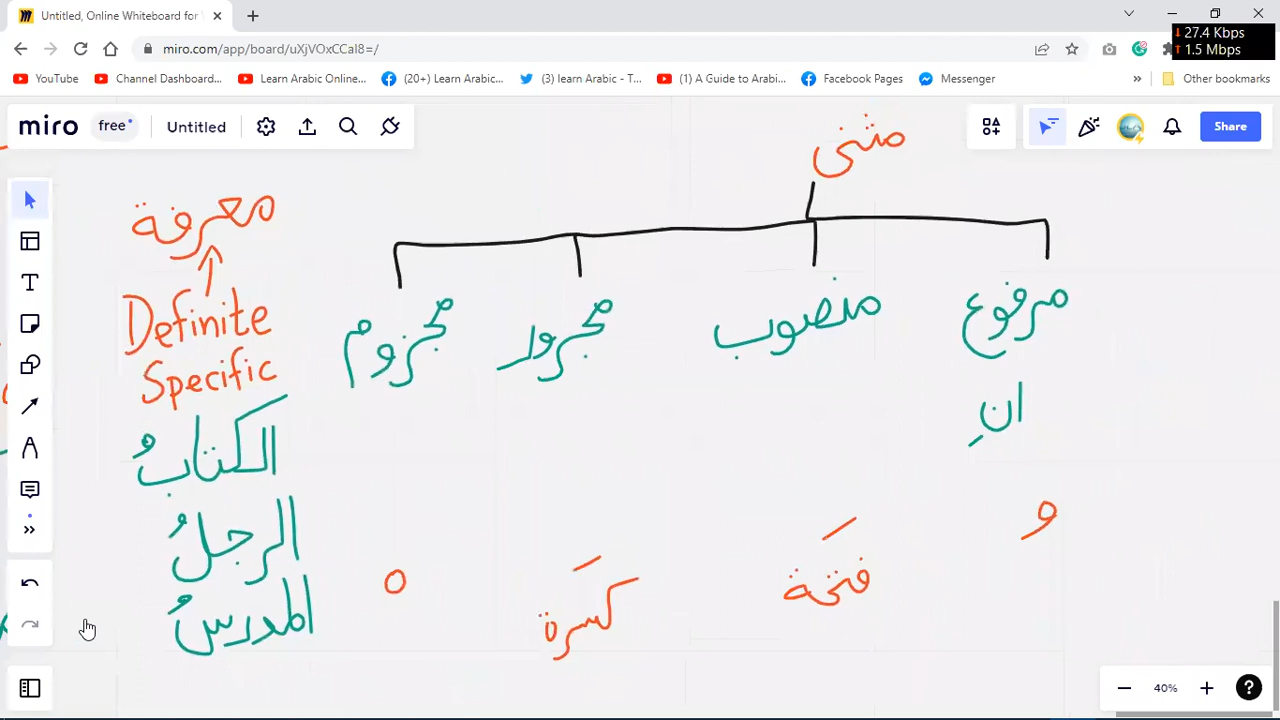 Untitled, Online Whiteboard for
27.4 Kbps
1.5 Mbps
miro.com/app/board/uXjVOxCCal8=/
YouTube
Channel Dashboard...
Learn Arabic Online...
(20+) Learn Arabic...
(3) learn Arabic - T...
(1) A Guide to Arabi...
Facebook Pages
Messenger
Other bookmarks
miro
free
Untitled
Share
مثنى
مرفوع
منصوب
مجرور
مجزوم
انِ
فتحة
كسرة
معرفة
Definite
Specific
الكتابُ
الرجلُ
المدرسُ
40%